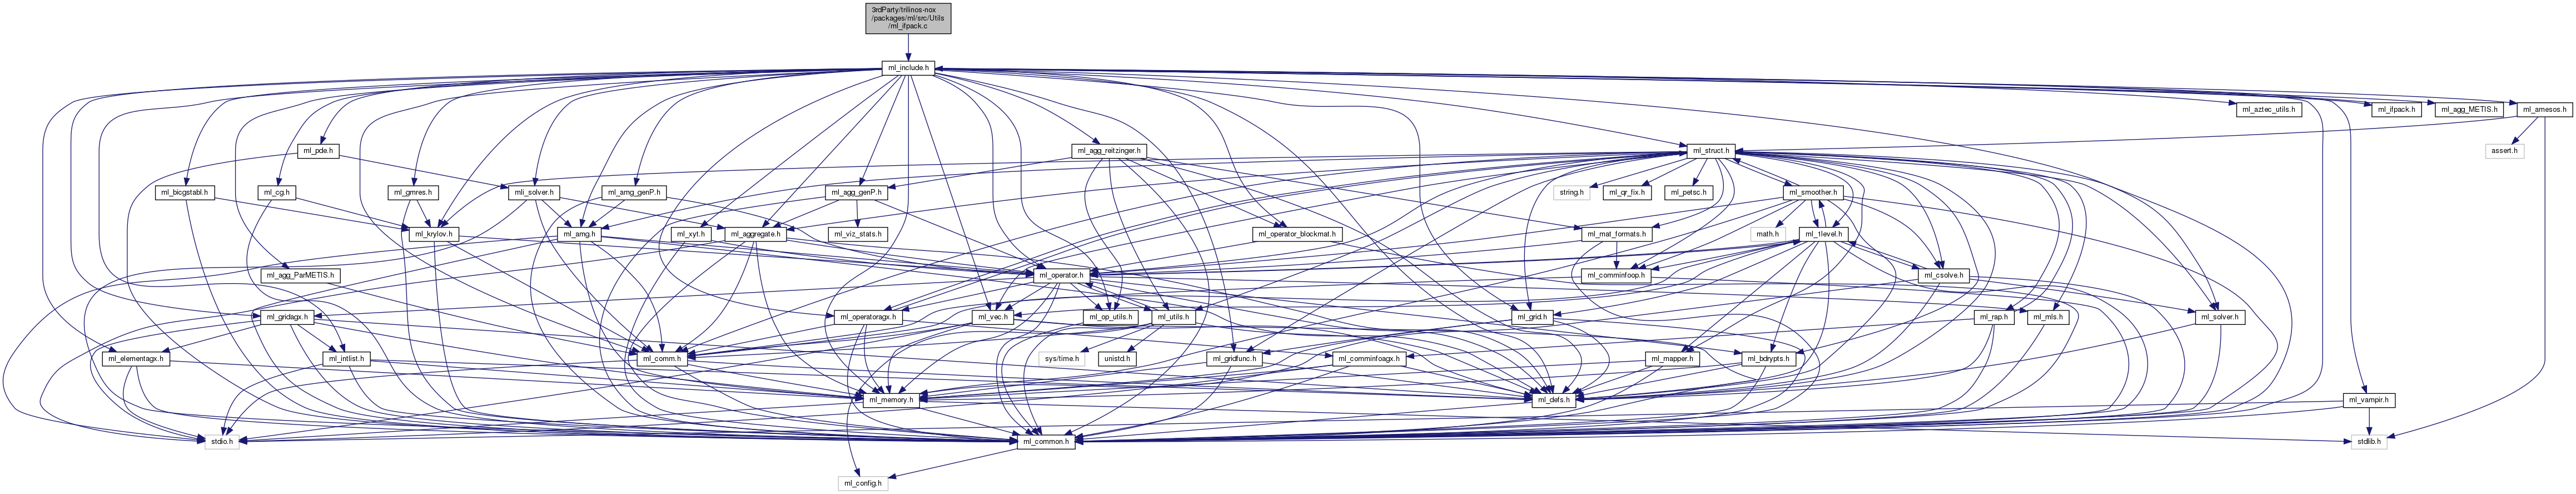 3rdParty/trilinos-nox
/packages/ml/src/Utils
/ml_ifpack.c
ml_include.h
ml_aztec_utils.h
ml_ifpack.h
ml_agg_METIS.h
ml_amesos.h
ml_pde.h
ml_agg_reitzinger.h
ml_struct.h
assert.h
ml_bicgstabl.h
ml_cg.h
ml_gmres.h
mli_solver.h
ml_amg_genP.h
ml_agg_genP.h
string.h
ml_qr_fix.h
ml_petsc.h
ml_smoother.h
ml_krylov.h
ml_amg.h
ml_xyt.h
ml_aggregate.h
ml_viz_stats.h
ml_operator_blockmat.h
ml_mat_formats.h
math.h
ml_1level.h
ml_agg_ParMETIS.h
ml_operator.h
ml_comminfoop.h
ml_csolve.h
ml_gridagx.h
ml_operatoragx.h
ml_vec.h
ml_op_utils.h
ml_utils.h
ml_grid.h
ml_rap.h
ml_mls.h
ml_solver.h
ml_elementagx.h
ml_intlist.h
ml_comm.h
sys/time.h
unistd.h
ml_gridfunc.h
ml_comminfoagx.h
ml_mapper.h
ml_bdrypts.h
ml_memory.h
ml_defs.h
ml_vampir.h
stdio.h
ml_common.h
stdlib.h
ml_config.h